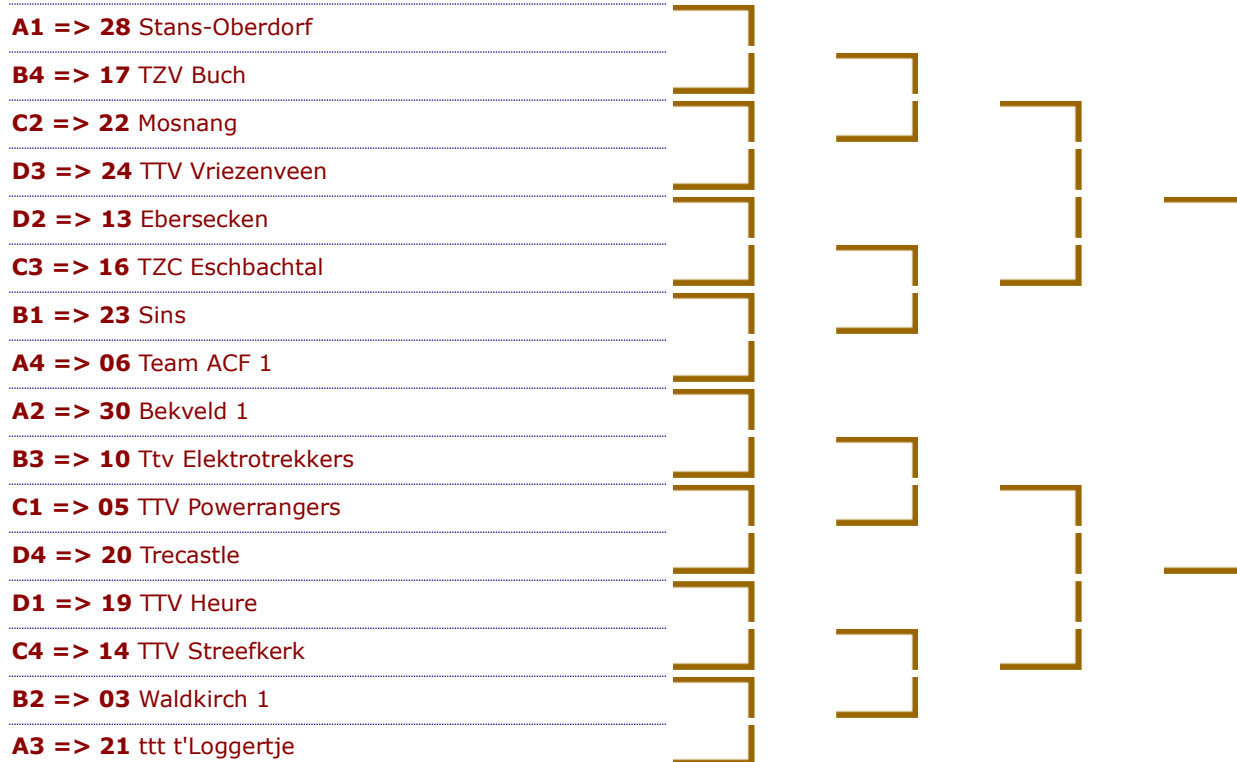 A1 => 28 Stans-Oberdorf
B4 => 17 TZV Buch
C2 => 22 Mosnang
D3 => 24 TTV Vriezenveen
D2 => 13 Ebersecken
C3 => 16 TZC Eschbachtal
B1 => 23 Sins
A4 => 06 Team ACF 1
A2 => 30 Bekveld 1
B3 => 10 Ttv Elektrotrekkers
C1 => 05 TTV Powerrangers
D4 => 20 Trecastle
D1 => 19 TTV Heure
C4 => 14 TTV Streefkerk
B2 => 03 Waldkirch 1
A3 => 21 ttt t'Loggertje